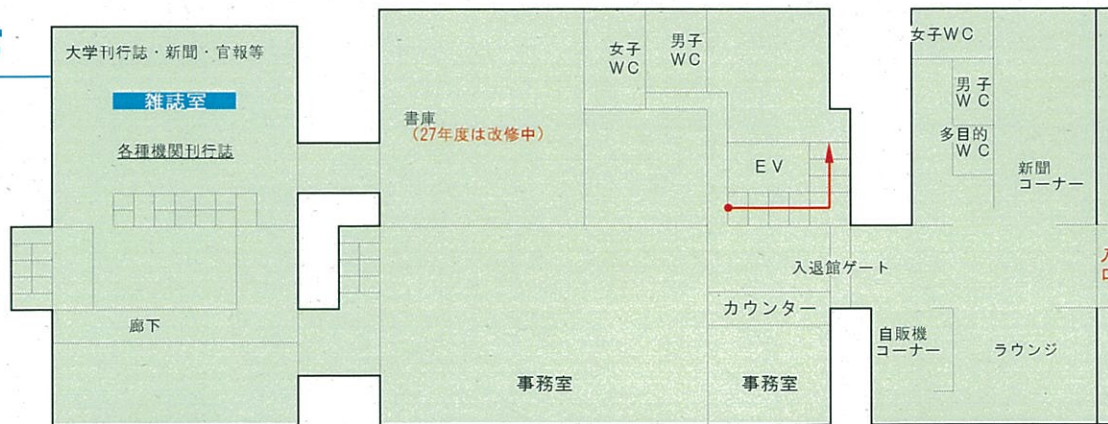 大学刊行誌・新聞・官報等
雑誌室
各種機関刊行誌
廊下
書庫
(27年度は改修中)
女子
WC
男子
WC
EV
入退館ゲート
カウンター
事務室
事務室
女子WC
男子
WC
多目的
WC
新聞
コーナー
自販機
コーナー
ラウンジ